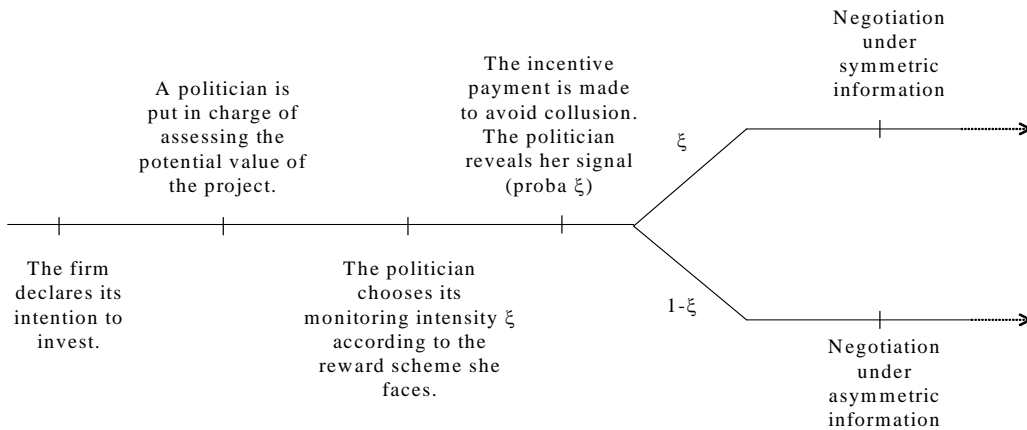 The firm
declares its
intention to
invest.
A politician is
put in charge of
assessing the
potential value of
the project.
The politician
chooses its
monitoring intensity ξ
according to the
reward scheme she
faces.
The incentive
payment is made
to avoid collusion.
The politician
reveals her signal
(proba ξ)
ξ
1-ξ
Negotiation
under
symmetric
information
Negotiation
under
asymmetric
information